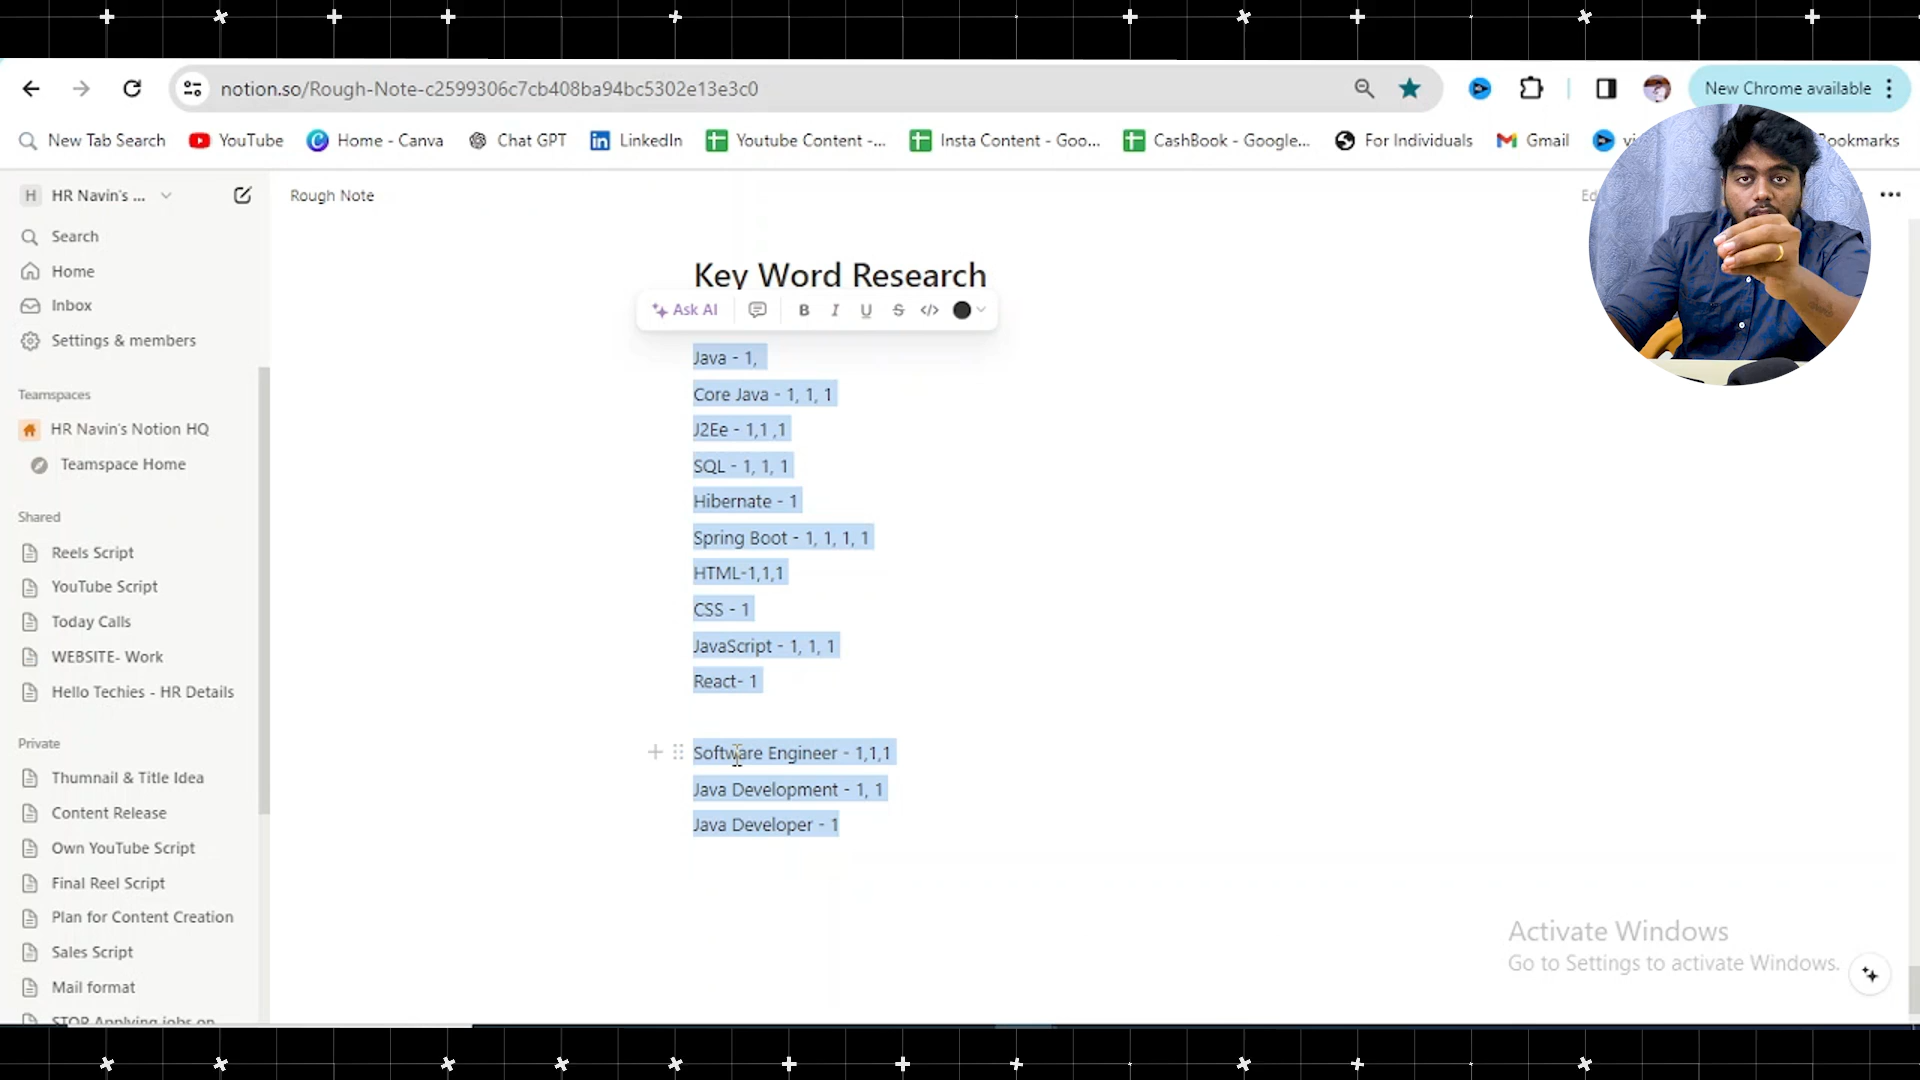 notion.so/Rough-Note-c2599306c7cb408ba94bc5302e13e3c0
New Chrome available
New Tab Search
YouTube
Home - Canva
Chat GPT
LinkedIn
Youtube Content -...
Insta Content - Goo...
CashBook - Google...
For Individuals
Gmail
H
HR Navin's ...
Rough Note
Search
Home
Inbox
Settings & members
Teamspaces
HR Navin's Notion HQ
Teamspace Home
Shared
Reels Script
YouTube Script
Today Calls
WEBSITE- Work
Hello Techies - HR Details
Private
Thumnail & Title Idea
Content Release
Own YouTube Script
Final Reel Script
Plan for Content Creation
Sales Script
Mail format
STOP Applying jobs on
Key Word Research
Ask AI
B I U S </>
Java - 1,
Core Java - 1, 1, 1
J2Ee - 1,1 ,1
SQL - 1, 1, 1
Hibernate - 1
Spring Boot - 1, 1, 1, 1
HTML-1,1,1
CSS - 1
JavaScript - 1, 1, 1
React- 1
Software Engineer - 1,1,1
Java Development - 1, 1
Java Developer - 1
Activate Windows
Go to Settings to activate Windows.